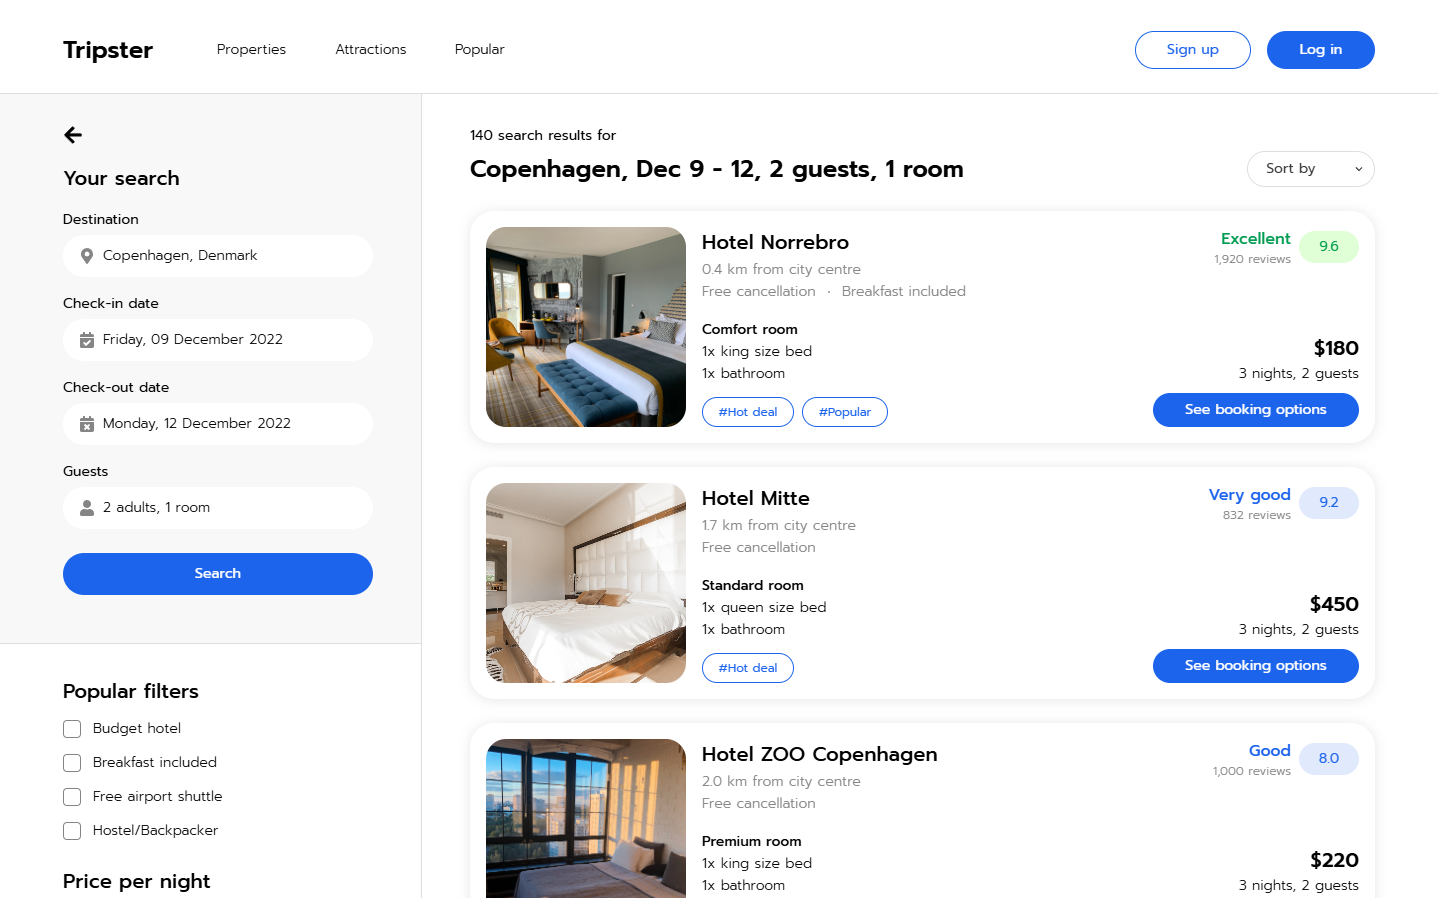 Tripster
Properties
Attractions
Popular
Sign up
Log in
Your search
Destination
Copenhagen, Denmark
Check-in date
Friday, 09 December 2022
Check-out date
Monday, 12 December 2022
Guests
2 adults, 1 room
Search
Popular filters
Budget hotel
Breakfast included
Free airport shuttle
Hostel/Backpacker
Price per night
140 search results for
Copenhagen, Dec 9 - 12, 2 guests, 1 room
Sort by
Hotel Norrebro
0.4 km from city centre
Free cancellation · Breakfast included
Comfort room
1x king size bed
1x bathroom
#Hot deal
#Popular
Excellent
1,920 reviews
9.6
$180
3 nights, 2 guests
See booking options
Hotel Mitte
1.7 km from city centre
Free cancellation
Standard room
1x queen size bed
1x bathroom
#Hot deal
Very good
832 reviews
9.2
$450
3 nights, 2 guests
See booking options
Hotel ZOO Copenhagen
2.0 km from city centre
Free cancellation
Premium room
1x king size bed
1x bathroom
Good
1,000 reviews
8.0
$220
3 nights, 2 guests